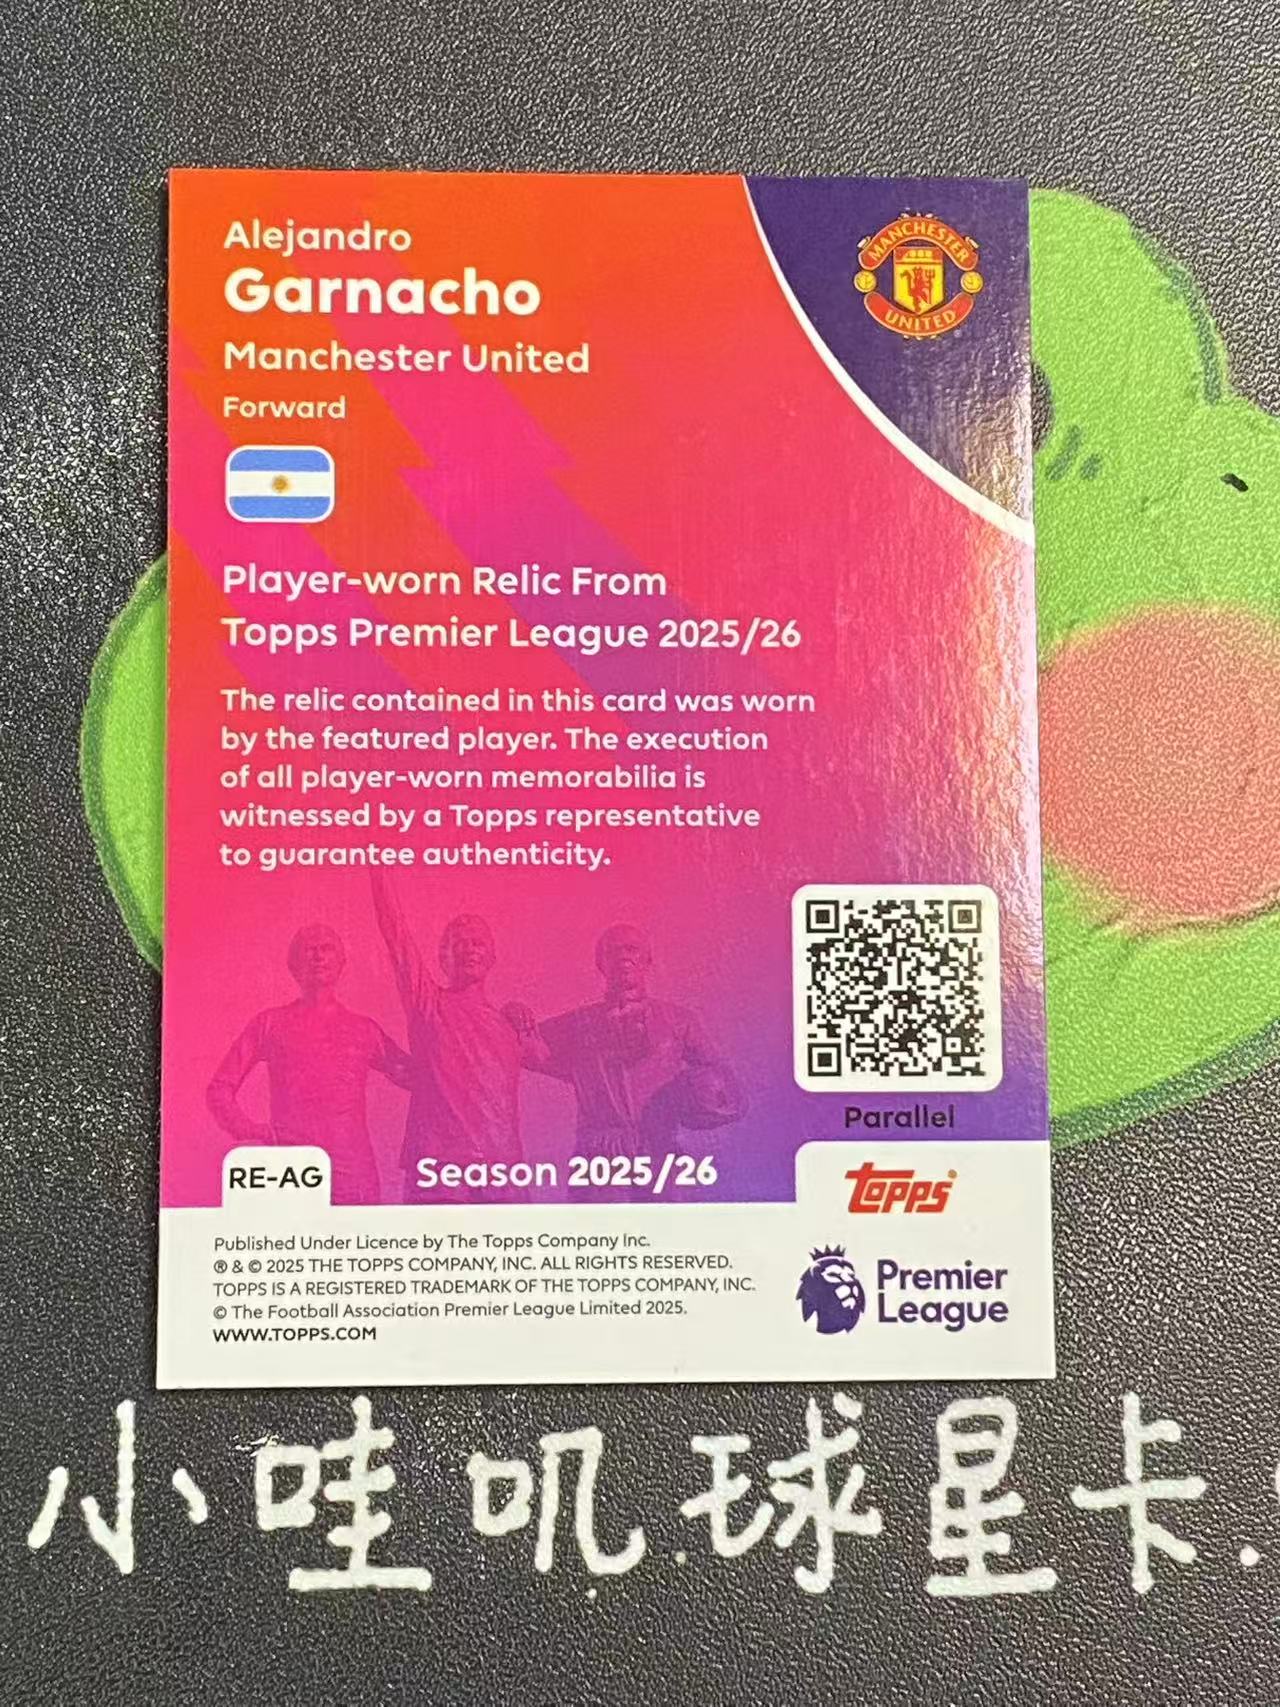 Alejandro
Garnacho
Manchester United
Forward
MANCHESTER
UNITED
Player-worn Relic From
Topps Premier League 2025/26
The relic contained in this card was worn
by the featured player. The execution
of all player-worn memorabilia is
witnessed by a Topps representative
to guarantee authenticity.
Parallel
RE-AG
Season 2025/26
topps
Published Under Licence by The Topps Company Inc.
® & © 2025 THE TOPPS COMPANY, INC. ALL RIGHTS RESERVED.
TOPPS IS A REGISTERED TRADEMARK OF THE TOPPS COMPANY, INC.
© The Football Association Premier League Limited 2025.
WWW.TOPPS.COM
Premier
League
小哇叽.球星卡.